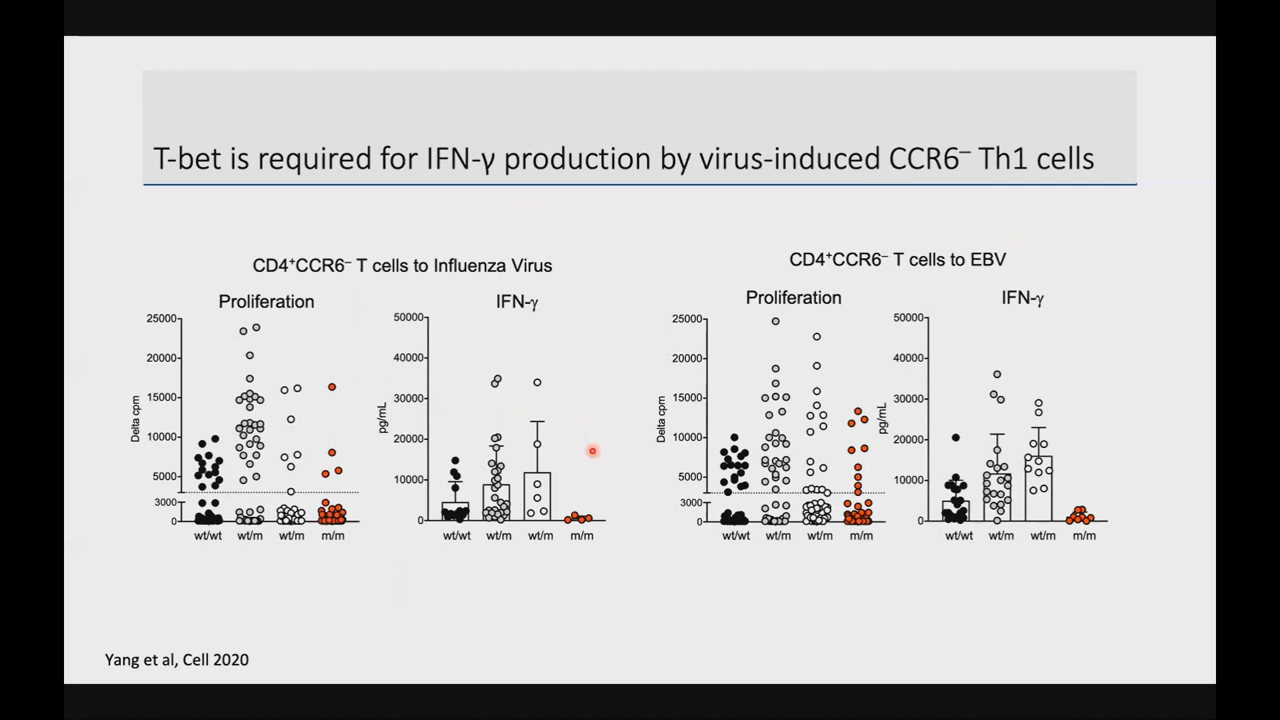 T-bet is required for IFN-γ production by virus-induced CCR6⁻ Th1 cells
CD4⁺CCR6⁻ T cells to Influenza Virus
Proliferation
IFN-γ
Delta cpm
25000
20000
15000
10000
5000
3000
0
wt/wt wt/m wt/m m/m
pg/mL
50000
40000
30000
20000
10000
0
wt/wt wt/m wt/m m/m
CD4⁺CCR6⁻ T cells to EBV
Proliferation
IFN-γ
Delta cpm
25000
20000
15000
10000
5000
3000
0
wt/wt wt/m wt/m m/m
pg/mL
50000
40000
30000
20000
10000
0
wt/wt wt/m wt/m m/m
Yang et al, Cell 2020